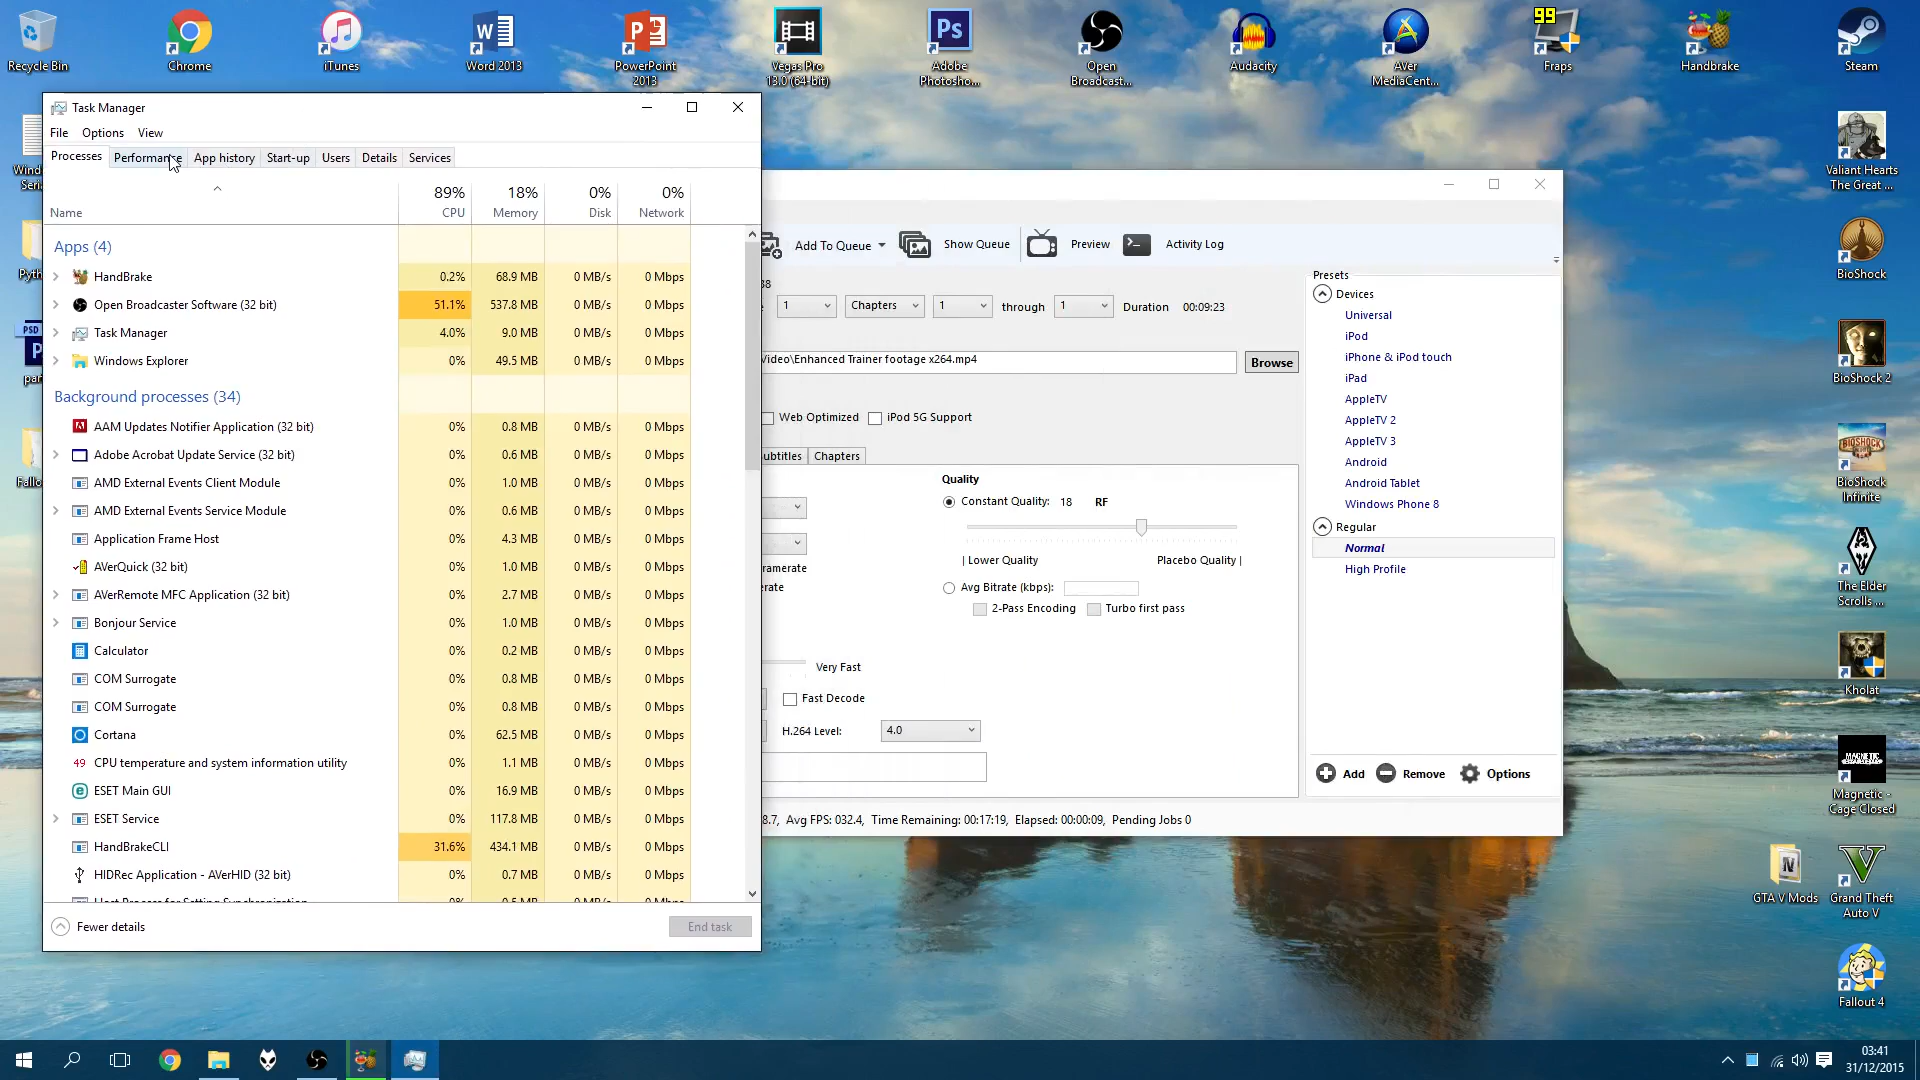 Recycle Bin
Chrome
iTunes
Word 2013
PowerPoint
2013
Vegas Pro
13.0 (64-bit)
Ps
Adobe
Photosho...
Open
Broadcast...
Audacity
AVer
MediaCent...
99
Fraps
Handbrake
Steam
Task Manager
File Options View
Processes Performance App history Start-up Users Details Services
89% 18% 0% 0%
Name CPU Memory Disk Network
Apps (4)
HandBrake 0.2% 68.9 MB 0 MB/s 0 Mbps
Open Broadcaster Software (32 bit) 51.1% 537.8 MB 0 MB/s 0 Mbps
Task Manager 4.0% 9.0 MB 0 MB/s 0 Mbps
Windows Explorer 0% 49.5 MB 0 MB/s 0 Mbps
Background processes (34)
AAM Updates Notifier Application (32 bit) 0% 0.8 MB 0 MB/s 0 Mbps
Adobe Acrobat Update Service (32 bit) 0% 0.6 MB 0 MB/s 0 Mbps
AMD External Events Client Module 0% 1.0 MB 0 MB/s 0 Mbps
AMD External Events Service Module 0% 0.6 MB 0 MB/s 0 Mbps
Application Frame Host 0% 4.3 MB 0 MB/s 0 Mbps
AVerQuick (32 bit) 0% 1.0 MB 0 MB/s 0 Mbps
AVerRemote MFC Application (32 bit) 0% 2.7 MB 0 MB/s 0 Mbps
Bonjour Service 0% 1.0 MB 0 MB/s 0 Mbps
Calculator 0% 0.2 MB 0 MB/s 0 Mbps
COM Surrogate 0% 0.8 MB 0 MB/s 0 Mbps
COM Surrogate 0% 0.8 MB 0 MB/s 0 Mbps
Cortana 0% 62.5 MB 0 MB/s 0 Mbps
49 CPU temperature and system information utility 0% 1.1 MB 0 MB/s 0 Mbps
ESET Main GUI 0% 16.9 MB 0 MB/s 0 Mbps
ESET Service 0% 117.8 MB 0 MB/s 0 Mbps
HandBrakeCLI 31.6% 434.1 MB 0 MB/s 0 Mbps
HIDRec Application - AVerHID (32 bit) 0% 0.7 MB 0 MB/s 0 Mbps
Fewer details End task
Add To Queue Show Queue Preview Activity Log
1 Chapters 1 through 1 Duration 00:09:23
Video\Enhanced Trainer footage x264.mp4 Browse
Web Optimized iPod 5G Support
ubtitles Chapters
Quality
Constant Quality: 18 RF
| Lower Quality Placebo Quality |
Avg Bitrate (kbps):
2-Pass Encoding Turbo first pass
Very Fast
Fast Decode
H.264 Level: 4.0
8.7, Avg FPS: 032.4, Time Remaining: 00:17:19, Elapsed: 00:00:09, Pending Jobs 0
Presets
Devices
Universal
iPod
iPhone & iPod touch
iPad
AppleTV
AppleTV 2
AppleTV 3
Android
Android Tablet
Windows Phone 8
Regular
Normal
High Profile
Add Remove Options
Valiant Hearts
The Great ...
BioShock
BioShock 2
BioShock
Infinite
The Elder
Scrolls ...
Kholat
Magnetic -
Cage Closed
GTA V Mods
Grand Theft
Auto V
Fallout 4
03:41
31/12/2015